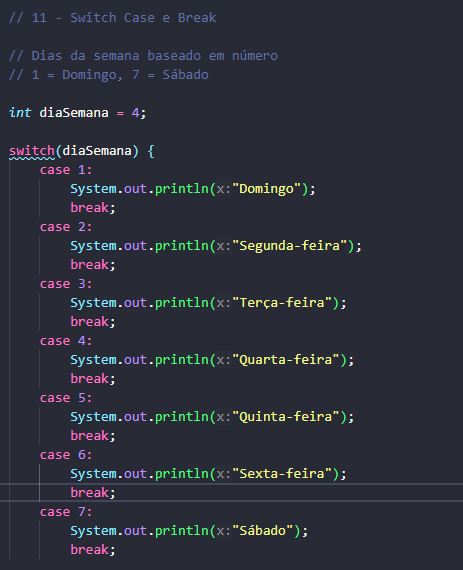 // 11 - Switch Case e Break
// Dias da semana baseado em número
// 1 = Domingo, 7 = Sábado
int diaSemana = 4;
switch(diaSemana) {
case 1:
System.out.println(x:"Domingo");
break;
case 2:
System.out.println(x:"Segunda-feira");
break;
case 3:
System.out.println(x:"Terça-feira");
break;
case 4:
System.out.println(x:"Quarta-feira");
break;
case 5:
System.out.println(x:"Quinta-feira");
break;
case 6:
System.out.println(x:"Sexta-feira");
break;
case 7:
System.out.println(x:"Sábado");
break;